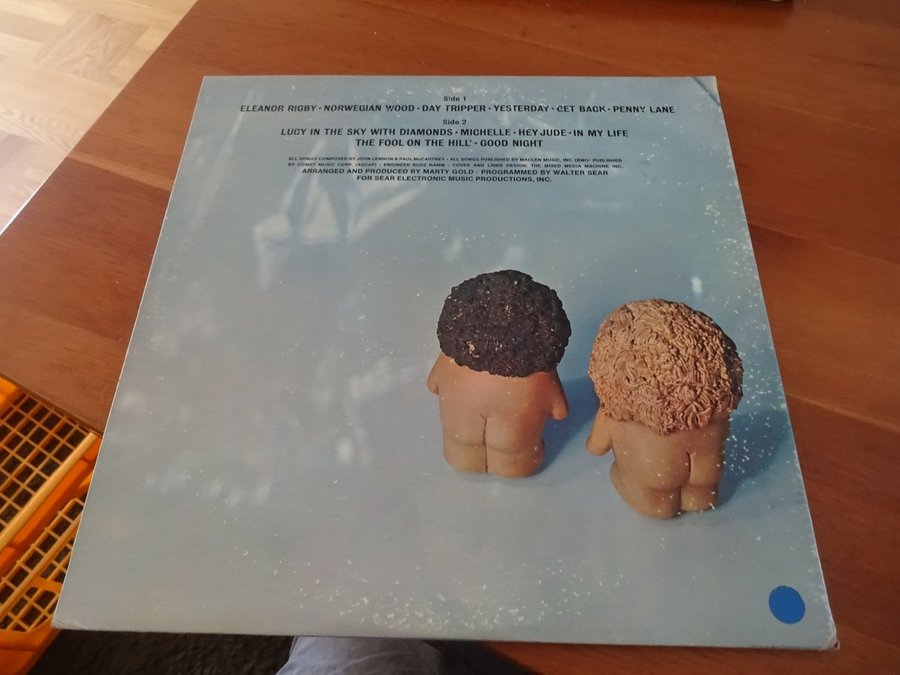 Side 1
ELEANOR RIGBY · NORWEGIAN WOOD · DAY TRIPPER · YESTERDAY · GET BACK · PENNY LANE
Side 2
LUCY IN THE SKY WITH DIAMONDS · MICHELLE · HEY JUDE · IN MY LIFE
THE FOOL ON THE HILL* · GOOD NIGHT
ALL SONGS COMPOSED BY JOHN LENNON & PAUL McCARTNEY · ALL SONGS PUBLISHED BY MACLEN MUSIC, INC. (BMI)* PUBLISHED
BY COMET MUSIC CORP. (ASCAP) · ENGINEER RUSS HAMM · COVER AND LINER DESIGN: THE MIXED MEDIA MACHINE INC.
ARRANGED AND PRODUCED BY MARTY GOLD · PROGRAMMED BY WALTER SEAR
FOR SEAR ELECTRONIC MUSIC PRODUCTIONS, INC.